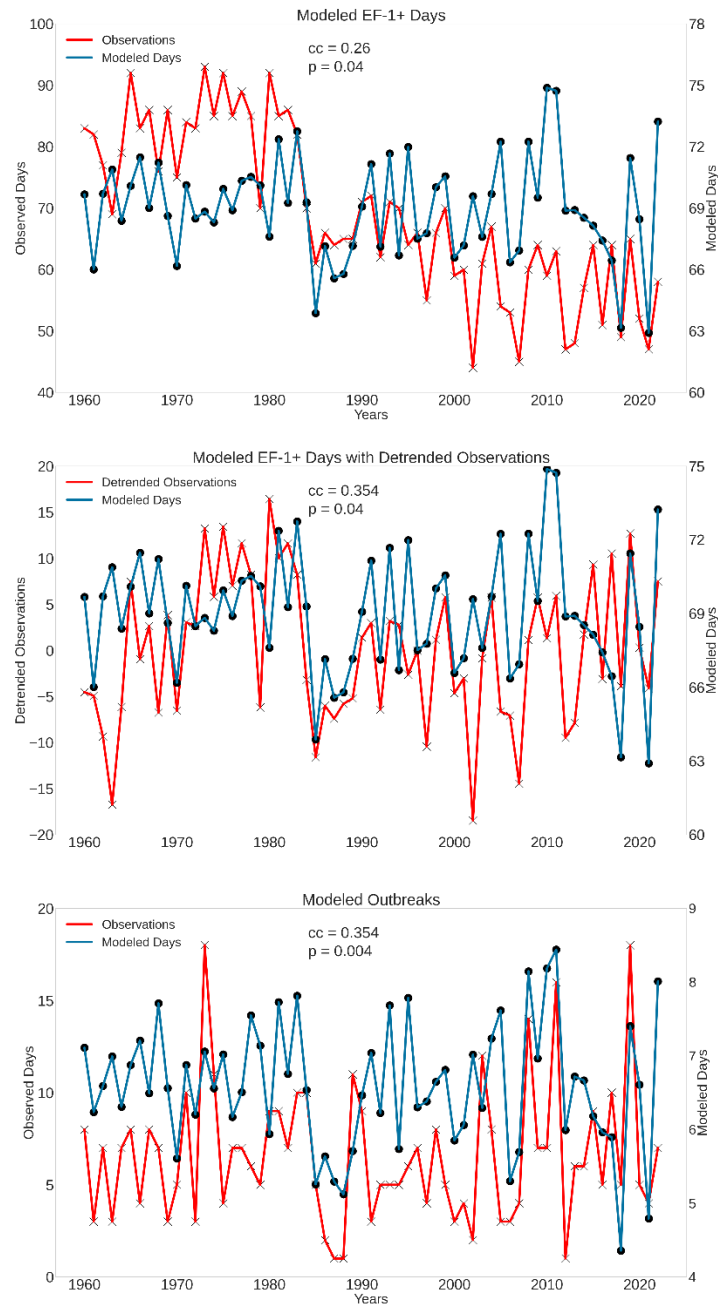 Modeled EF-1+ Days
100
90
80
70
60
50
40
Observed Days
Observations
Modeled Days
cc = 0.26
p = 0.04
78
75
72
69
66
63
60
Modeled Days
1960 1970 1980 1990 2000 2010 2020
Years
Modeled EF-1+ Days with Detrended Observations
20
15
10
5
0
−5
−10
−15
−20
Detrended Observations
Detrended Observations
Modeled Days
cc = 0.354
p = 0.04
75
72
69
66
63
60
Modeled Days
1960 1970 1980 1990 2000 2010 2020
Modeled Outbreaks
20
15
10
5
0
Observed Days
Observations
Modeled Days
cc = 0.354
p = 0.004
9
8
7
6
5
4
Modeled Days
1960 1970 1980 1990 2000 2010 2020
Years